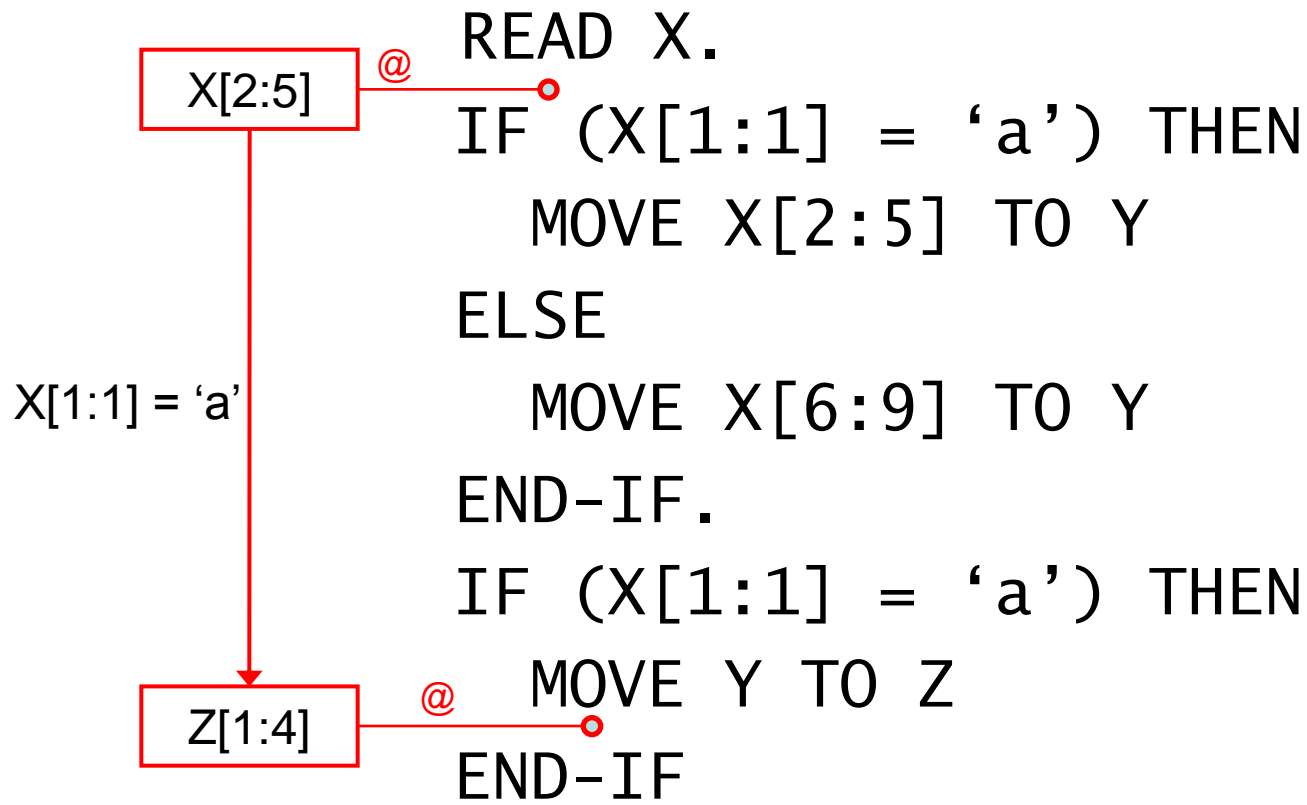 READ X.
X[2:5]
@
IF (X[1:1] = ‘a’) THEN
MOVE X[2:5] TO Y
ELSE
X[1:1] = ‘a’
MOVE X[6:9] TO Y
END-IF.
IF (X[1:1] = ‘a’) THEN
MOVE Y TO Z
Z[1:4]
@
END-IF